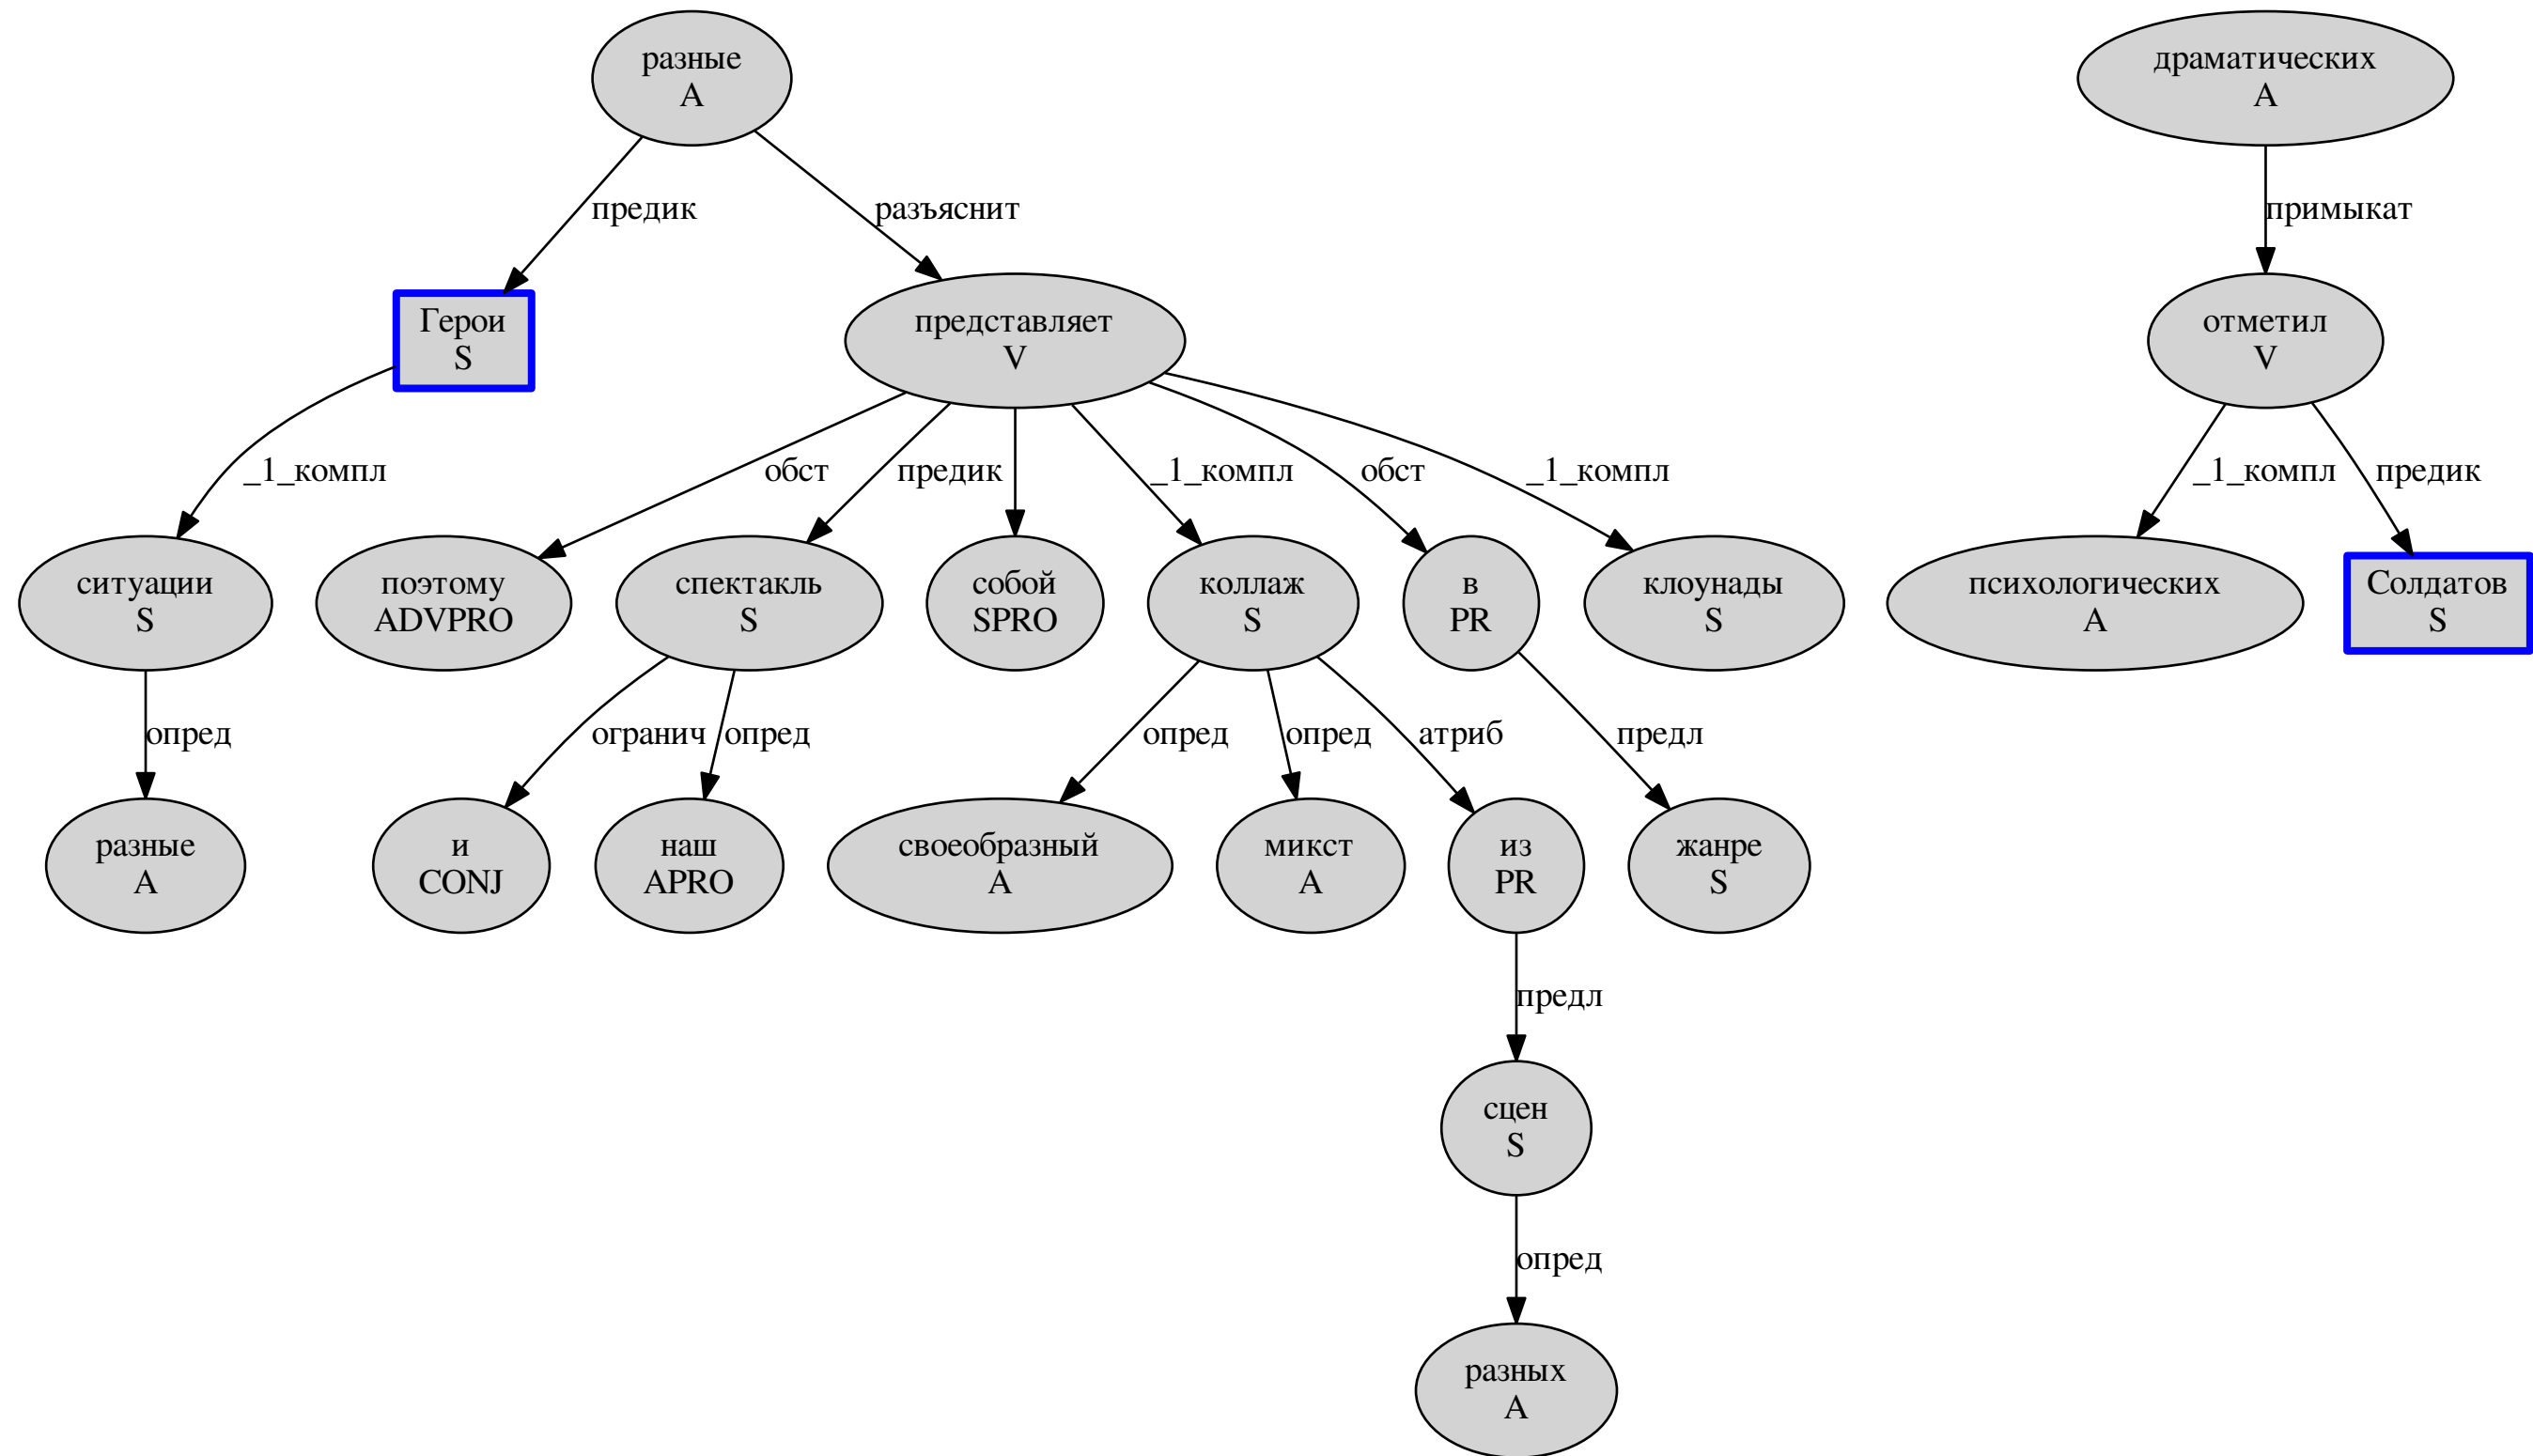 разные
A
драматических
A
предик
разъяснит
примыкат
Герои
S
представляет
V
отметил
V
_1_компл
обст
предик
_1_компл
обст
_1_компл
_1_компл
предик
ситуации
S
поэтому
ADVPRO
спектакль
S
собой
SPRO
коллаж
S
в
PR
клоунады
S
психологических
A
Солдатов
S
опред
огранич
опред
опред
опред
атриб
предл
разные
A
и
CONJ
наш
APRO
своеобразный
A
микст
A
из
PR
жанре
S
предл
сцен
S
опред
разных
A